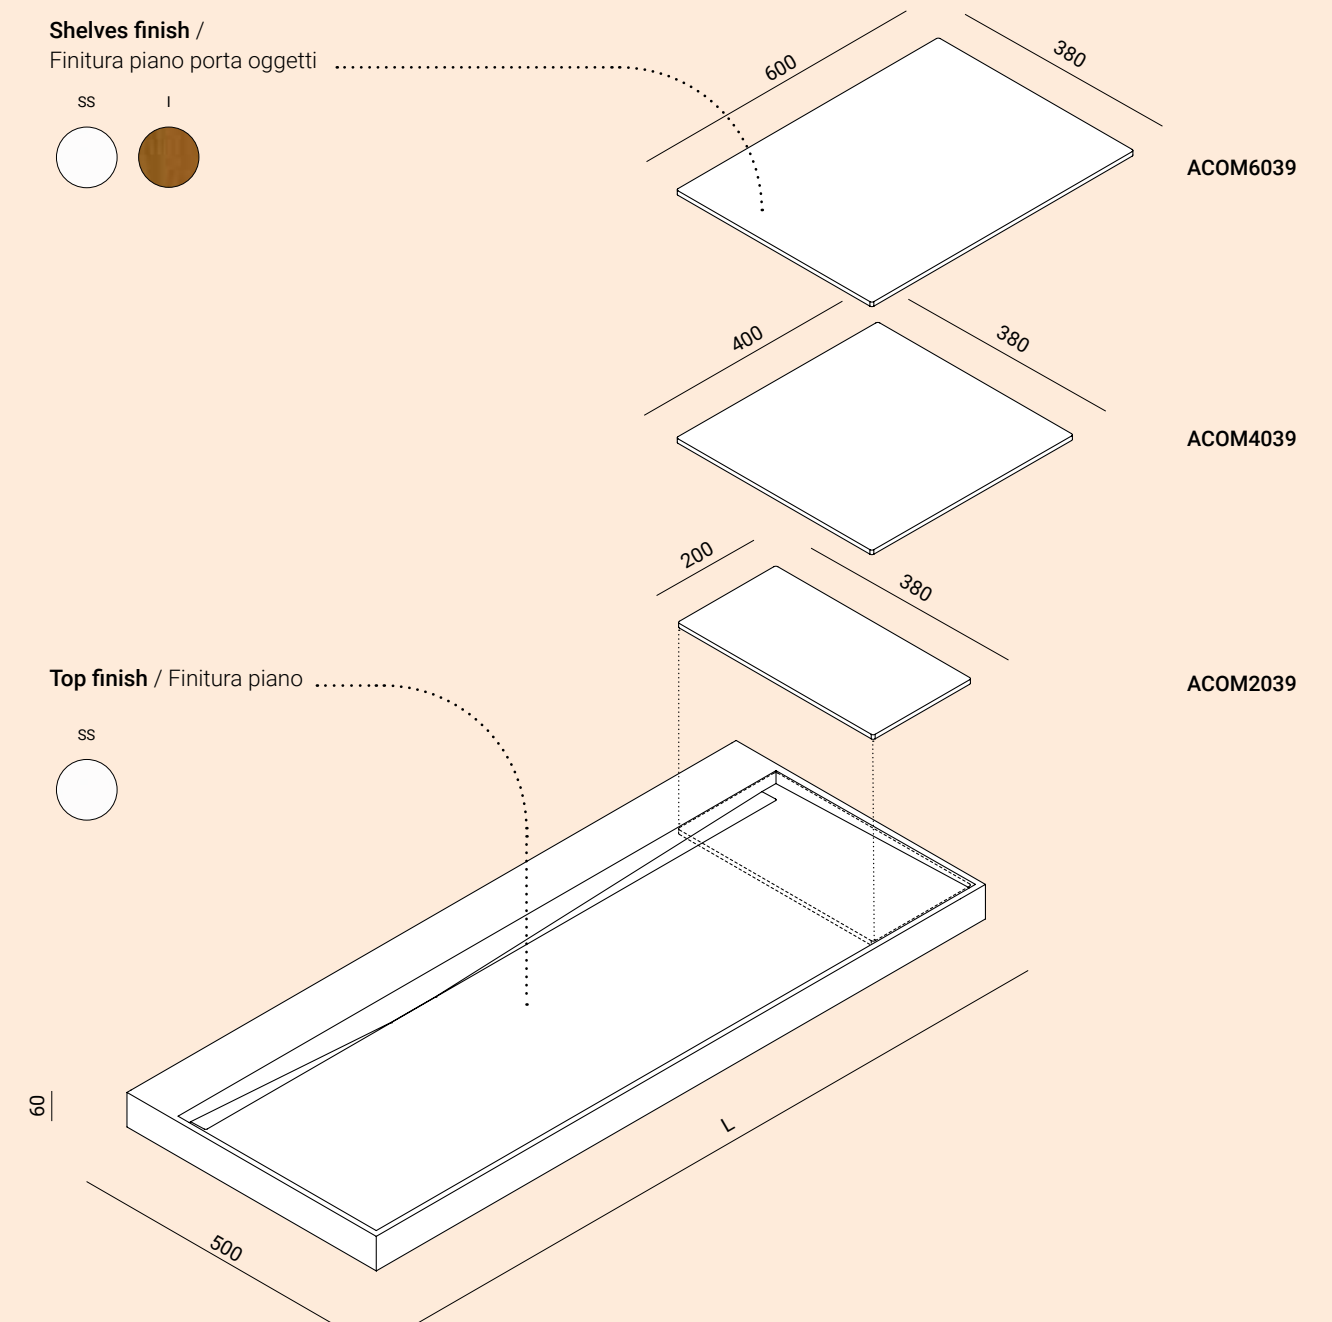 Shelves finish /
Finitura piano porta oggetti
SS I
600
380
ACOM6039
400
380
ACOM4039
200
380
ACOM2039
Top finish / Finitura piano
SS
60
L
500